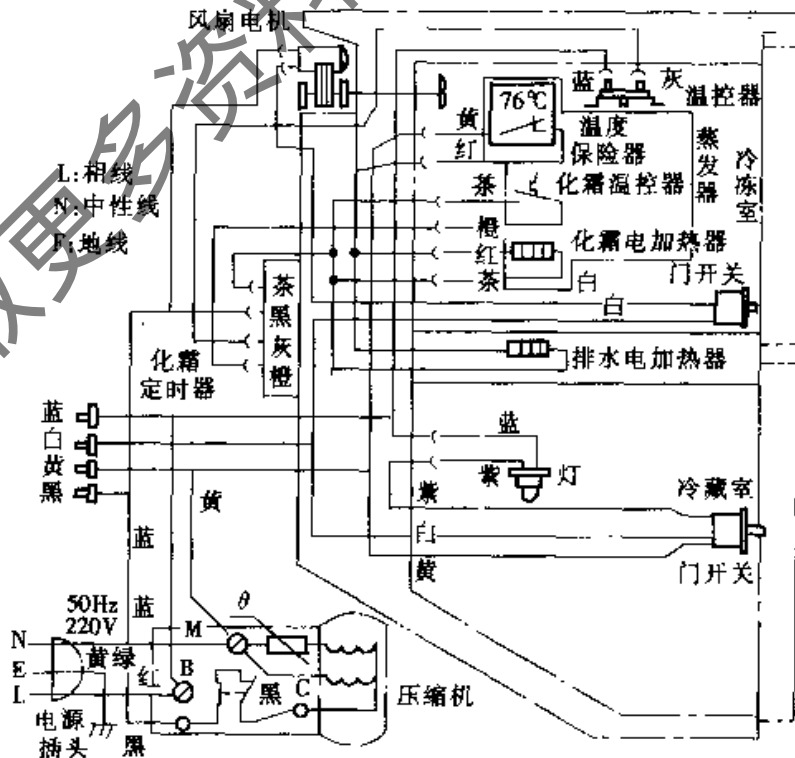 风扇电机
蓝
灰
温控器
76℃
黄
温度
保险器
红
蒸发器
冷冻室
L:相线
N:中性线
E:地线
茶
化霜温控器
橙
化霜电加热器
红
茶
白
门开关
白
茶
黑
灰
橙
化霜
定时器
排水电加热器
蓝
白
黄
黑
蓝
紫
灯
紫
冷藏室
黄
白
蓝
黄
门开关
50Hz
220V
蓝
θ
M
N
黄绿
E
红
B
黑
C
压缩机
L
电源
插头
黑
更多资料